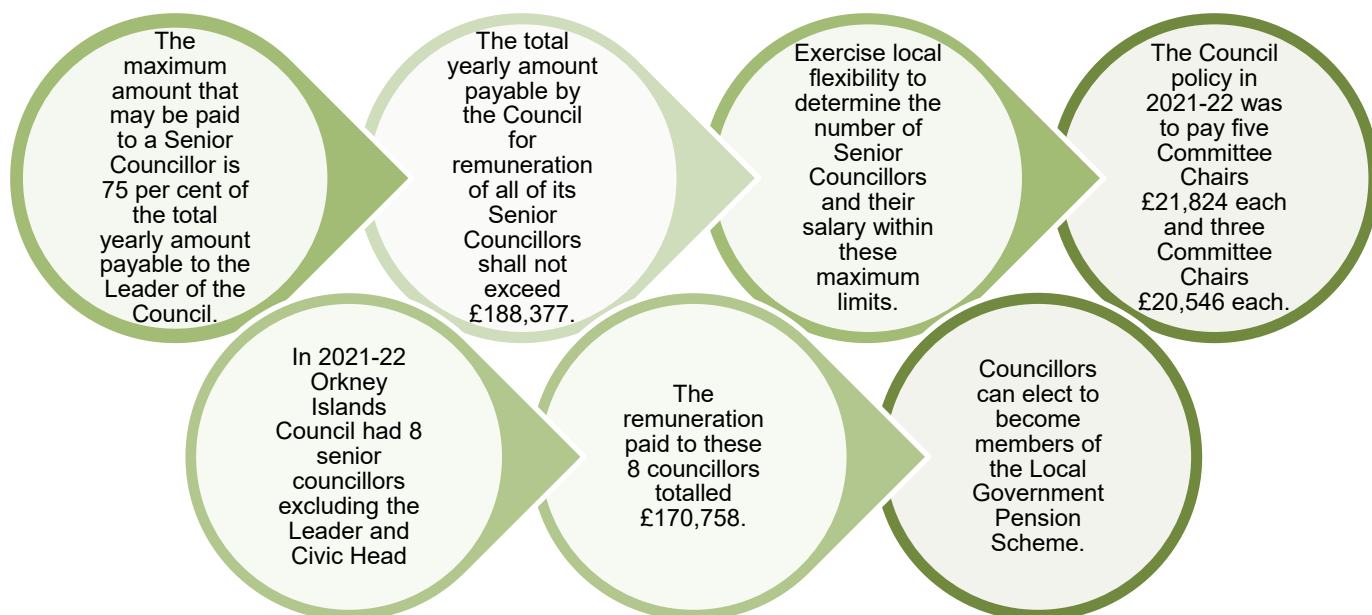 The
maximum
amount that
may be paid
to a Senior
Councillor is
75 per cent of
the total
yearly amount
payable to the
Leader of the
Council.
The total
yearly amount
payable by
the Council
for
remuneration
of all of its
Senior
Councillors
shall not
exceed
£188,377.
Exercise local
flexibility to
determine the
number of
Senior
Councillors
and their
salary within
these
maximum
limits.
The Council
policy in
2021-22 was
to pay five
Committee
Chairs
£21,824 each
and three
Committee
Chairs
£20,546 each.
In 2021-22
Orkney
Islands
Council had 8
senior
councillors
excluding the
Leader and
Civic Head
The
remuneration
paid to these
8 councillors
totalled
£170,758.
Councillors
can elect to
become
members of
the Local
Government
Pension
Scheme.